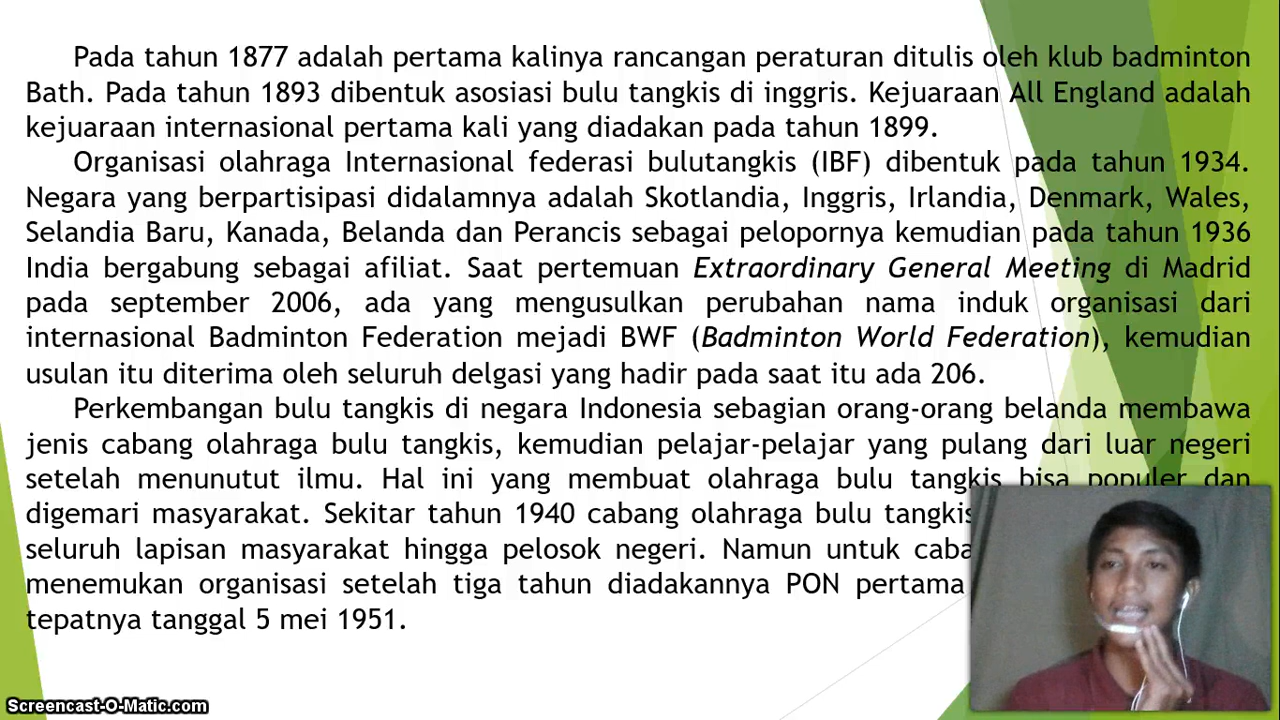 Pada tahun 1877 adalah pertama kalinya rancangan peraturan ditulis oleh klub badminton
Bath. Pada tahun 1893 dibentuk asosiasi bulu tangkis di inggris. Kejuaraan All England adalah
kejuaraan internasional pertama kali yang diadakan pada tahun 1899.
Organisasi olahraga Internasional federasi bulutangkis (IBF) dibentuk pada tahun 1934.
Negara yang berpartisipasi didalamnya adalah Skotlandia, Inggris, Irlandia, Denmark, Wales,
Selandia Baru, Kanada, Belanda dan Perancis sebagai pelopornya kemudian pada tahun 1936
India bergabung sebagai afiliat. Saat pertemuan Extraordinary General Meeting di Madrid
pada september 2006, ada yang mengusulkan perubahan nama induk organisasi dari
internasional Badminton Federation mejadi BWF (Badminton World Federation), kemudian
usulan itu diterima oleh seluruh delgasi yang hadir pada saat itu ada 206.
Perkembangan bulu tangkis di negara Indonesia sebagian orang-orang belanda membawa
jenis cabang olahraga bulu tangkis, kemudian pelajar-pelajar yang pulang dari luar negeri
setelah menunutut ilmu. Hal ini yang membuat olahraga bulu tangkis bisa populer dan
digemari masyarakat. Sekitar tahun 1940 cabang olahraga bulu tangkis
seluruh lapisan masyarakat hingga pelosok negeri. Namun untuk
menemukan organisasi setelah tiga tahun diadakannya PON pertama
tepatnya tanggal 5 mei 1951.
Screencast-O-Matic.com